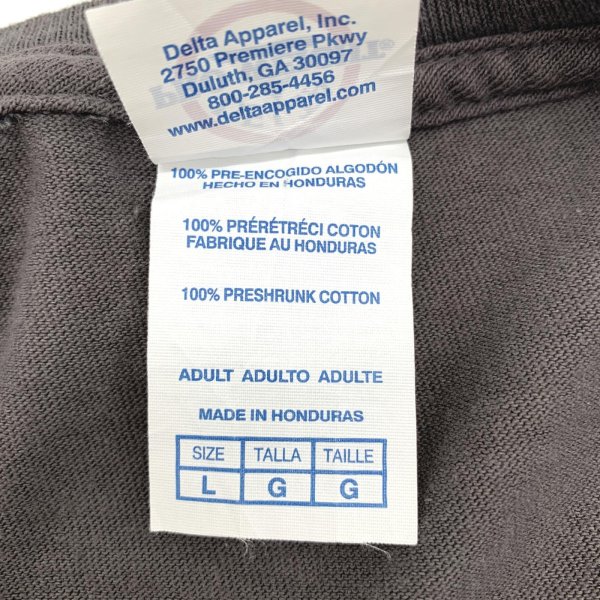 Delta Apparel, Inc.
2750 Premiere Pkwy
Duluth, GA 30097
800-285-4456
www.deltaapparel.com
100% PRE-ENCOGIDO ALGODÓN
HECHO EN HONDURAS
100% PRÉRÉTRÉCI COTON
FABRIQUE AU HONDURAS
100% PRESHRUNK COTTON
ADULT ADULTO ADULTE
MADE IN HONDURAS
SIZE TALLA TAILLE
L G G